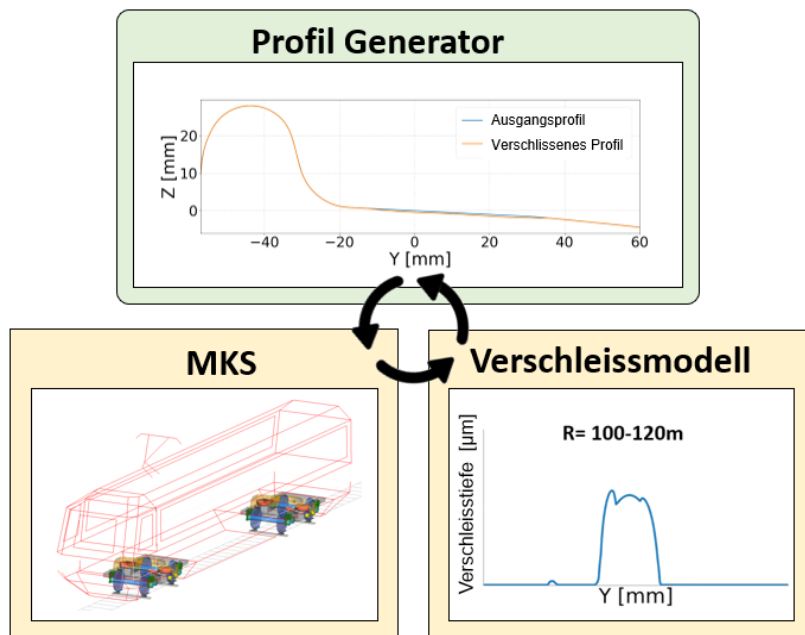 Profil Generator
Ausgangsprofil
Verschlissenes Profil
Z [mm]
20
0
−40
−20
0
20
40
60
Y [mm]
MKS
Verschleissmodell
R= 100-120m
Verschleisstiefe [µm]
Y [mm]